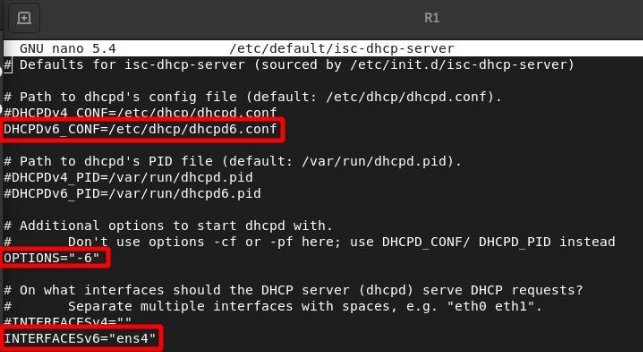 R1
GNU nano 5.4 /etc/default/isc-dhcp-server
# Defaults for isc-dhcp-server (sourced by /etc/init.d/isc-dhcp-server)
# Path to dhcpd's config file (default: /etc/dhcp/dhcpd.conf).
#DHCPDv4_CONF=/etc/dhcp/dhcpd.conf
DHCPDv6_CONF=/etc/dhcp/dhcpd6.conf
# Path to dhcpd's PID file (default: /var/run/dhcpd.pid).
#DHCPDv4_PID=/var/run/dhcpd.pid
#DHCPDv6_PID=/var/run/dhcpd6.pid
# Additional options to start dhcpd with.
#       Don't use options -cf or -pf here; use DHCPD_CONF/ DHCPD_PID instead
OPTIONS="-6"
# On what interfaces should the DHCP server (dhcpd) serve DHCP requests?
#       Separate multiple interfaces with spaces, e.g. "eth0 eth1".
#INTERFACESv4=""
INTERFACESv6="ens4"